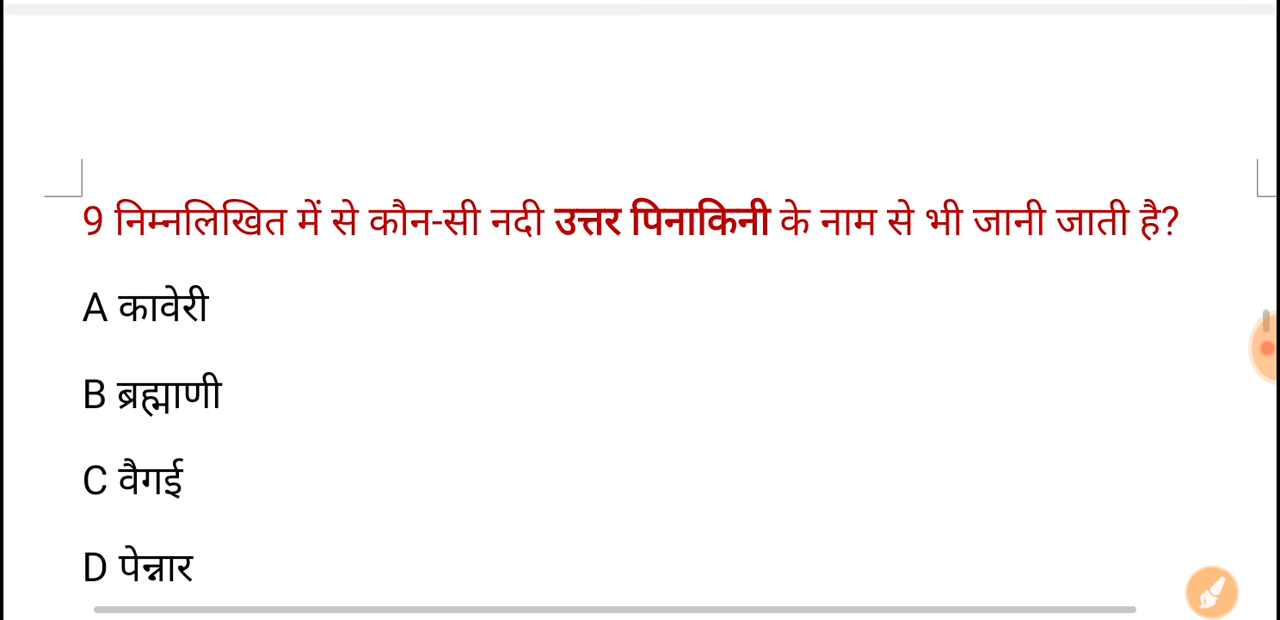 9 निम्नलिखित में से कौन-सी नदी उत्तर पिनाकिनी के नाम से भी जानी जाती है?
A कावेरी
B ब्रह्माणी
C वैगई
D पेन्नार